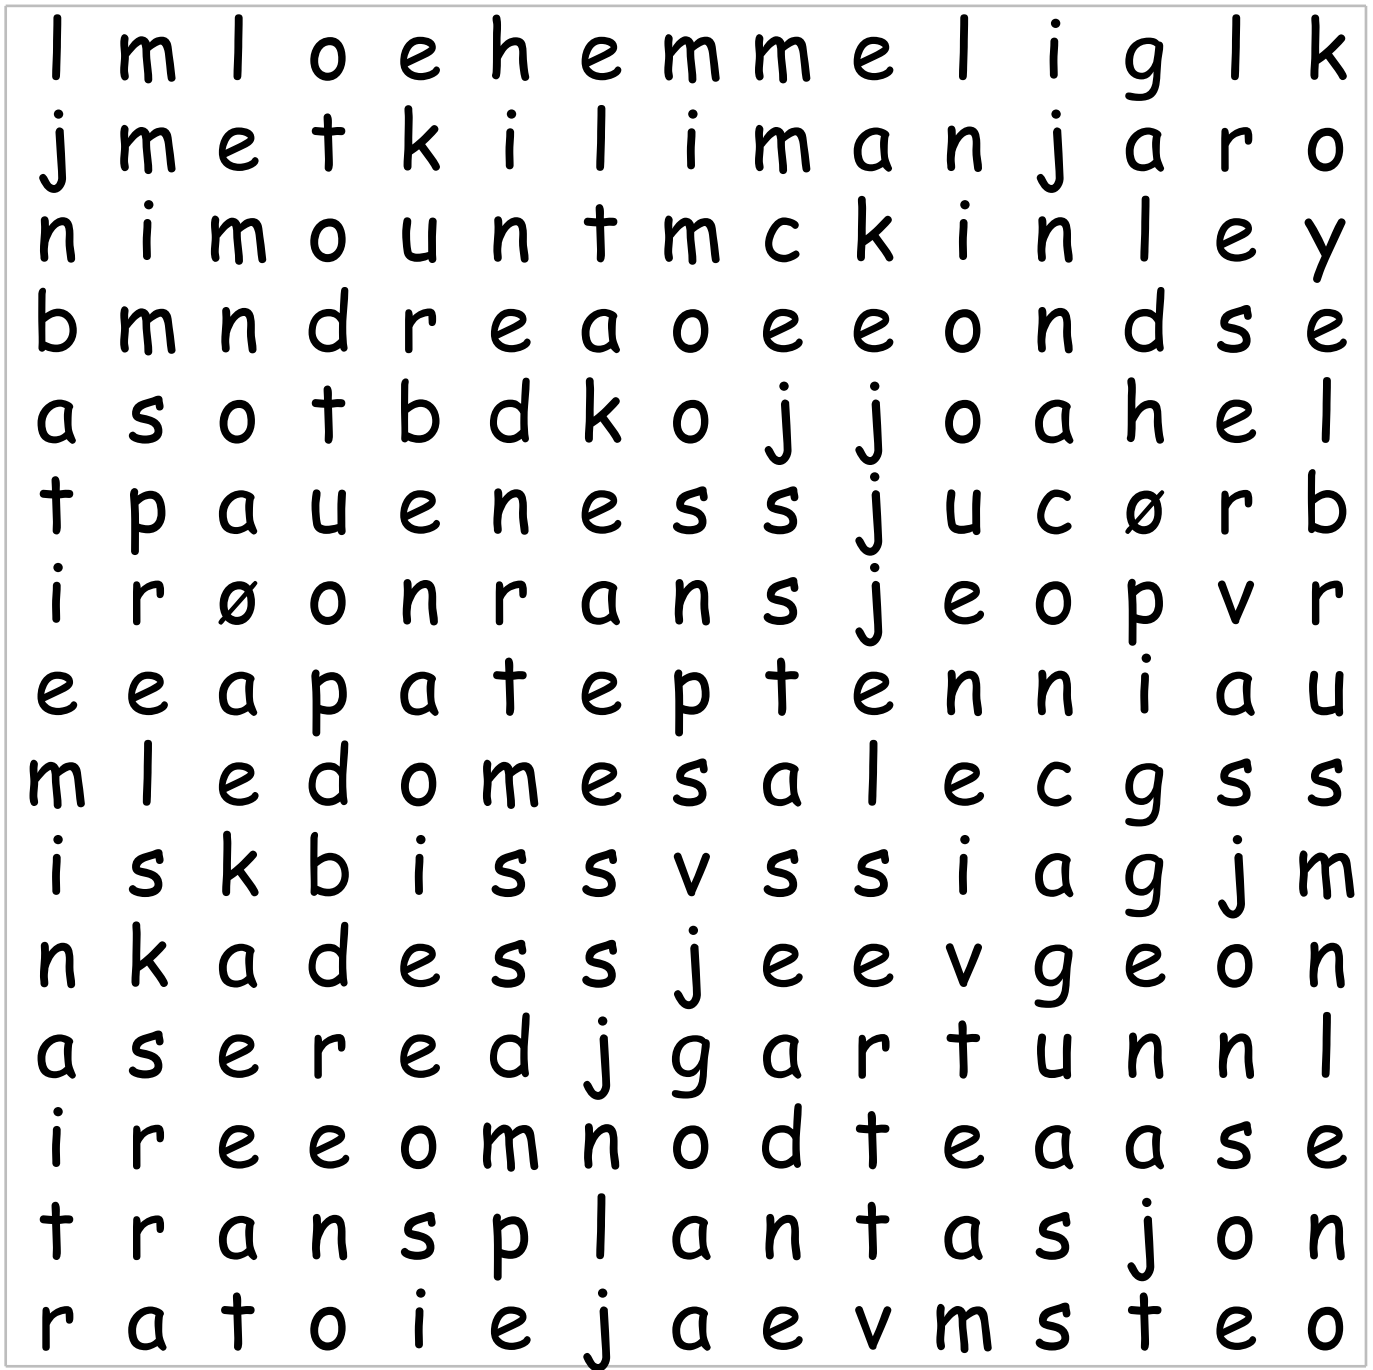 l m l o e h e m m e l i g l k
j m e t k i l i m a n j a r o
n i m o u n t m c k i n l e y
b m n d r e a o e e o n d s e
a s o t b d k o j j o a h e l
t p a u e n e s s j u c ø r b
i r ø o n r a n s j e o p v r
e e a p a t e p t e n n i a u
m l e d o m e s a l e c g s s
i s k b i s s v s s i a g j m
n k a d e s s j e e v g e o n
a s e r e d j g a r t u n n l
i r e e o m n o d t e a a s e
t r a n s p l a n t a s j o n
r a t o i e j a e v m s t e o